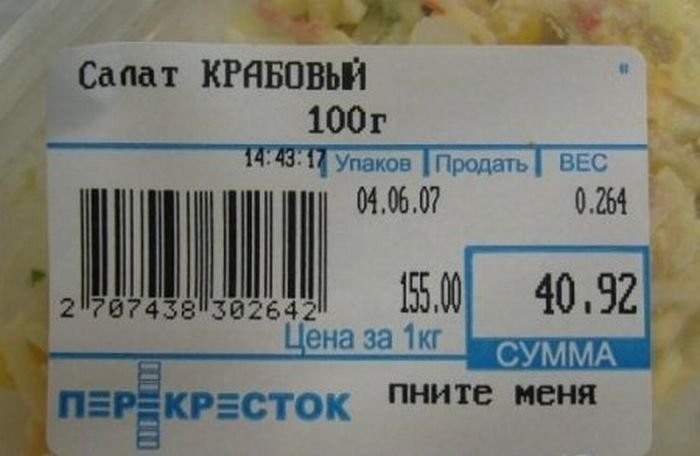 Салат КРАБОВЫЙ
100г
14:43:17 Упаков Продать ВЕС
04.06.07 0.264
155.00 40.92
2 707438 302642
Цена за 1кг СУММА
ПЕРЕКРЕСТОК пните меня